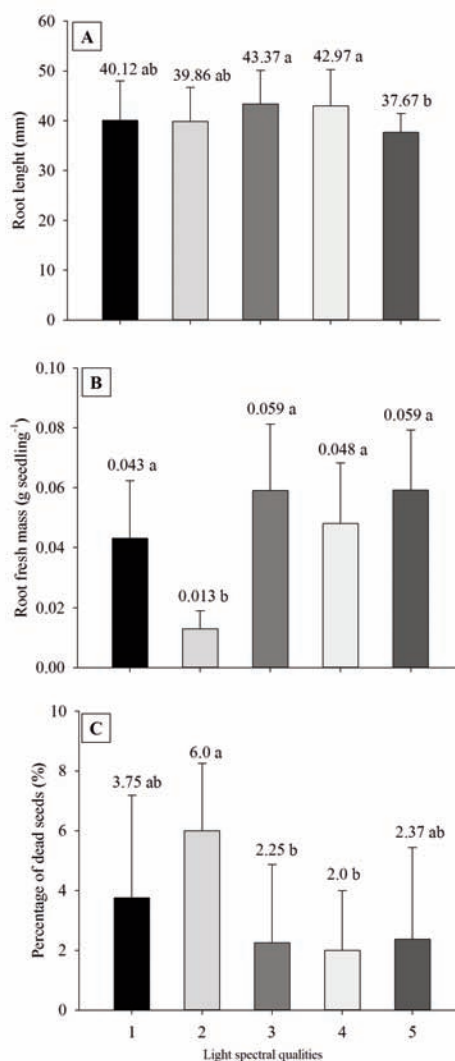 A
Root lenght (mm)
60
50
40
30
20
10
0
40.12 ab
39.86 ab
43.37 a
42.97 a
37.67 b
B
Root fresh mass (g seedling⁻¹)
0.10
0.08
0.06
0.04
0.02
0.00
0.043 a
0.013 b
0.059 a
0.048 a
0.059 a
C
Percentage of dead seeds (%)
10
8
6
4
2
0
3.75 ab
6.0 a
2.25 b
2.0 b
2.37 ab
1 2 3 4 5
Light spectral qualities